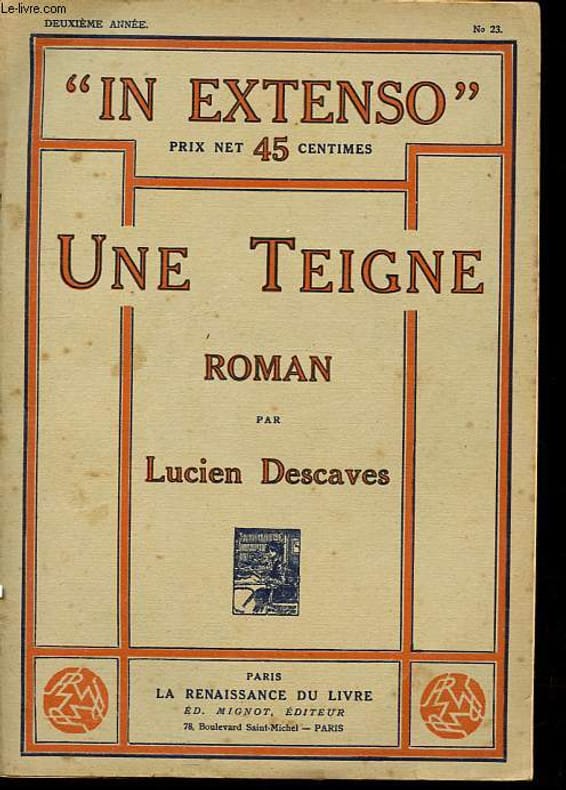 Le-livre.com
DEUXIÈME ANNÉE.
No 23.
“IN EXTENSO”
PRIX NET 45 CENTIMES
UNE TEIGNE
ROMAN
PAR
Lucien Descaves
PARIS
LA RENAISSANCE DU LIVRE
ÉD. MIGNOT, ÉDITEUR
78, Boulevard Saint-Michel — PARIS